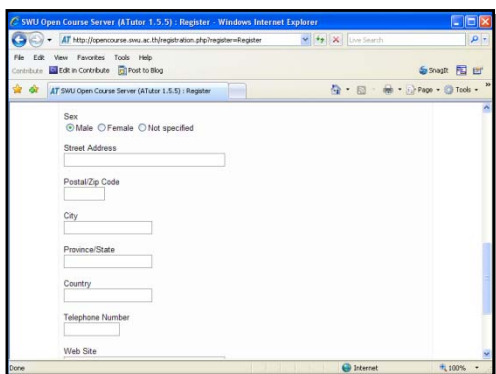 SWU Open Course Server (ATutor 1.5.5) : Register - Windows Internet Explorer
http://opencourse.swu.ac.th/registration.php?register=Register
Live Search
File Edit View Favorites Tools Help
Contribute Edit in Contribute Post to Blog
SnagIt
SWU Open Course Server (ATutor 1.5.5) : Register
Page Tools
Sex
Male Female Not specified
Street Address
Postal/Zip Code
City
Province/State
Country
Telephone Number
Web Site
Done Internet 100%